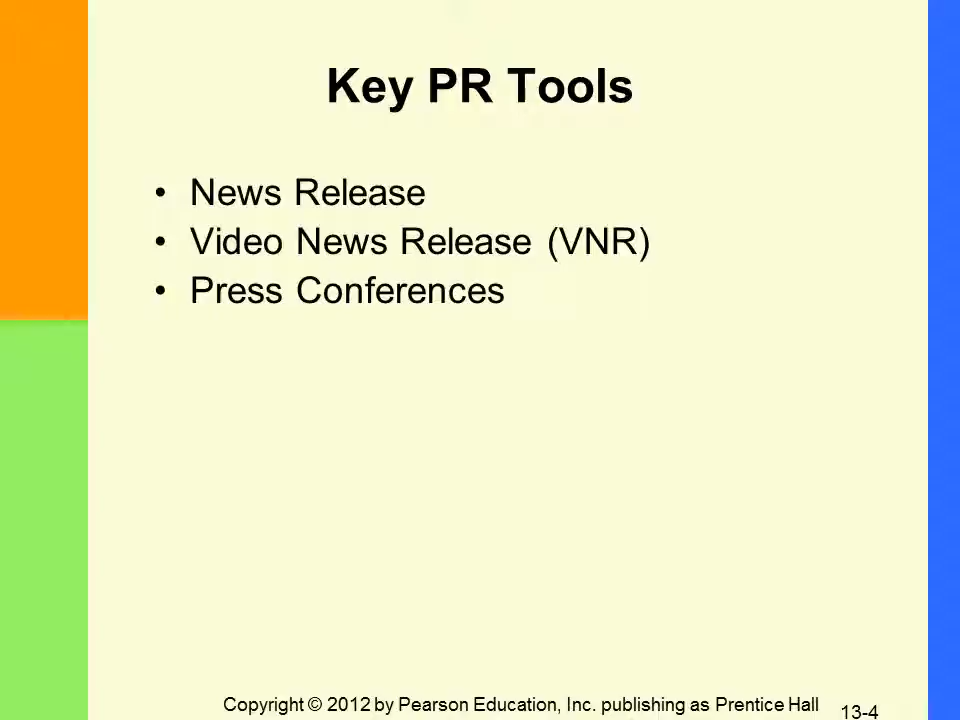 Key PR Tools
• News Release
• Video News Release (VNR)
• Press Conferences
Copyright © 2012 by Pearson Education, Inc. publishing as Prentice Hall
13-4